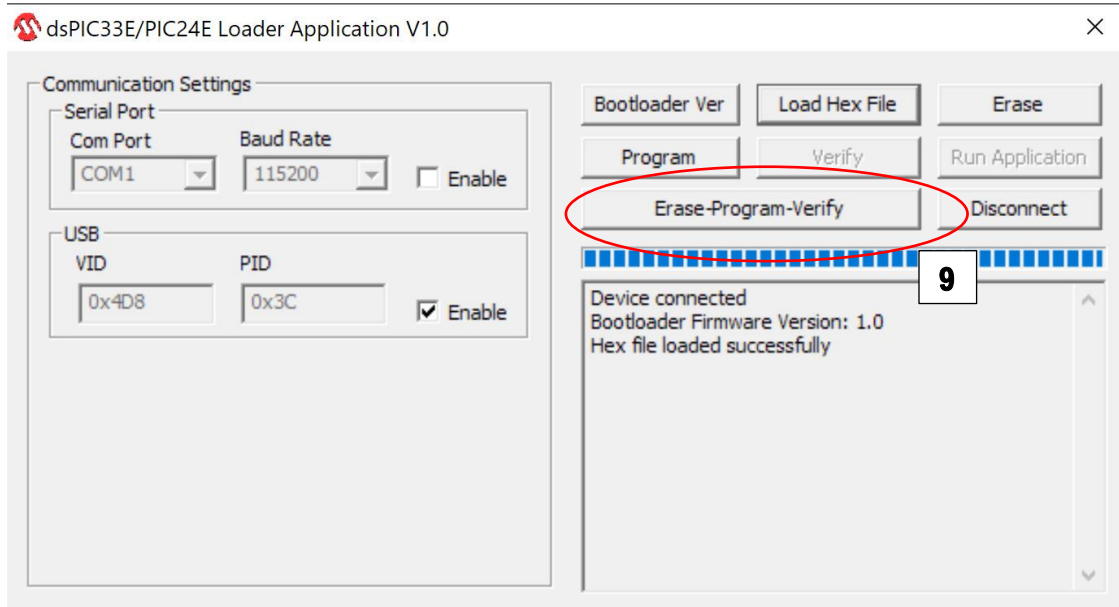 dsPIC33E/PIC24E Loader Application V1.0
Communication Settings
Serial Port
Com Port Baud Rate
COM1 115200 Enable
USB
VID PID
0x4D8 0x3C Enable
Bootloader Ver Load Hex File Erase
Program Verify Run Application
Erase-Program-Verify Disconnect
9
Device connected
Bootloader Firmware Version: 1.0
Hex file loaded successfully